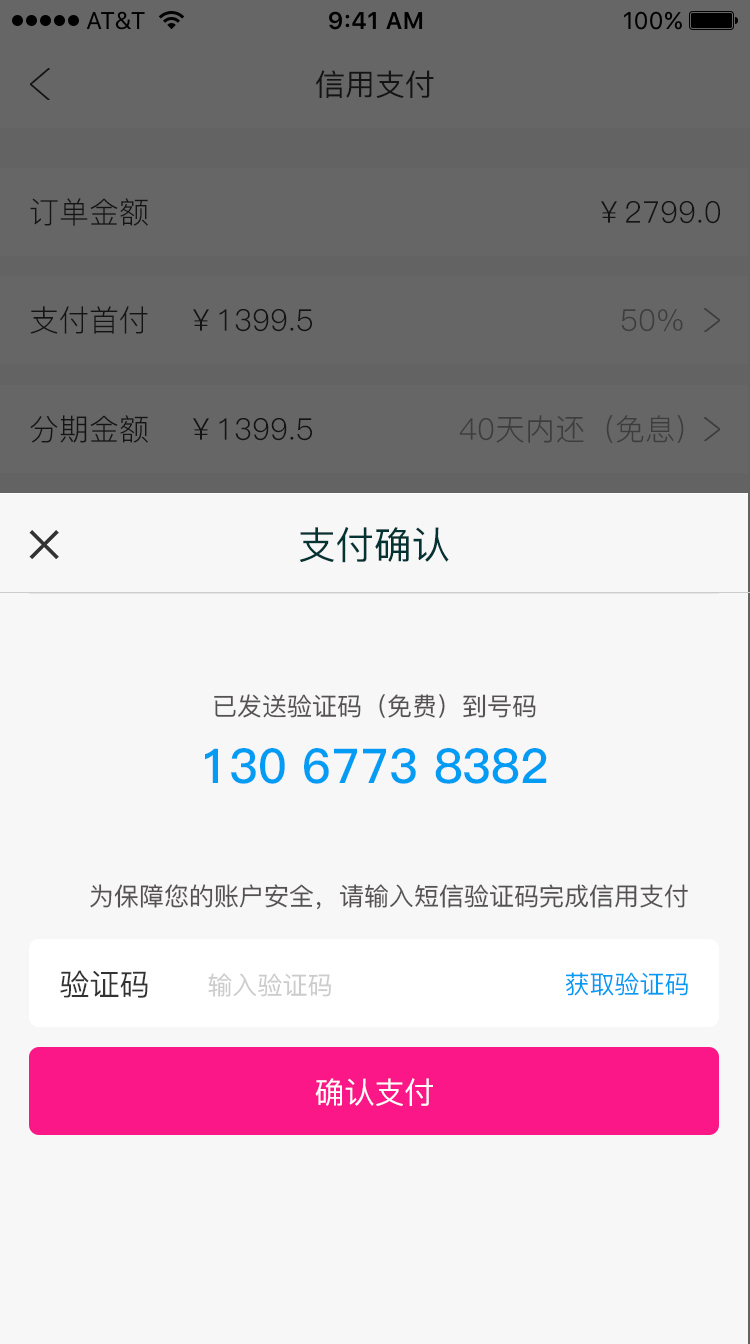 AT&T 9:41 AM 100%
信用支付
订单金额 ¥2799.0
支付首付 ¥1399.5 50%
分期金额 ¥1399.5 40天内还（免息）
支付确认
已发送验证码（免费）到号码
130 6773 8382
为保障您的账户安全，请输入短信验证码完成信用支付
验证码 输入验证码 获取验证码
确认支付